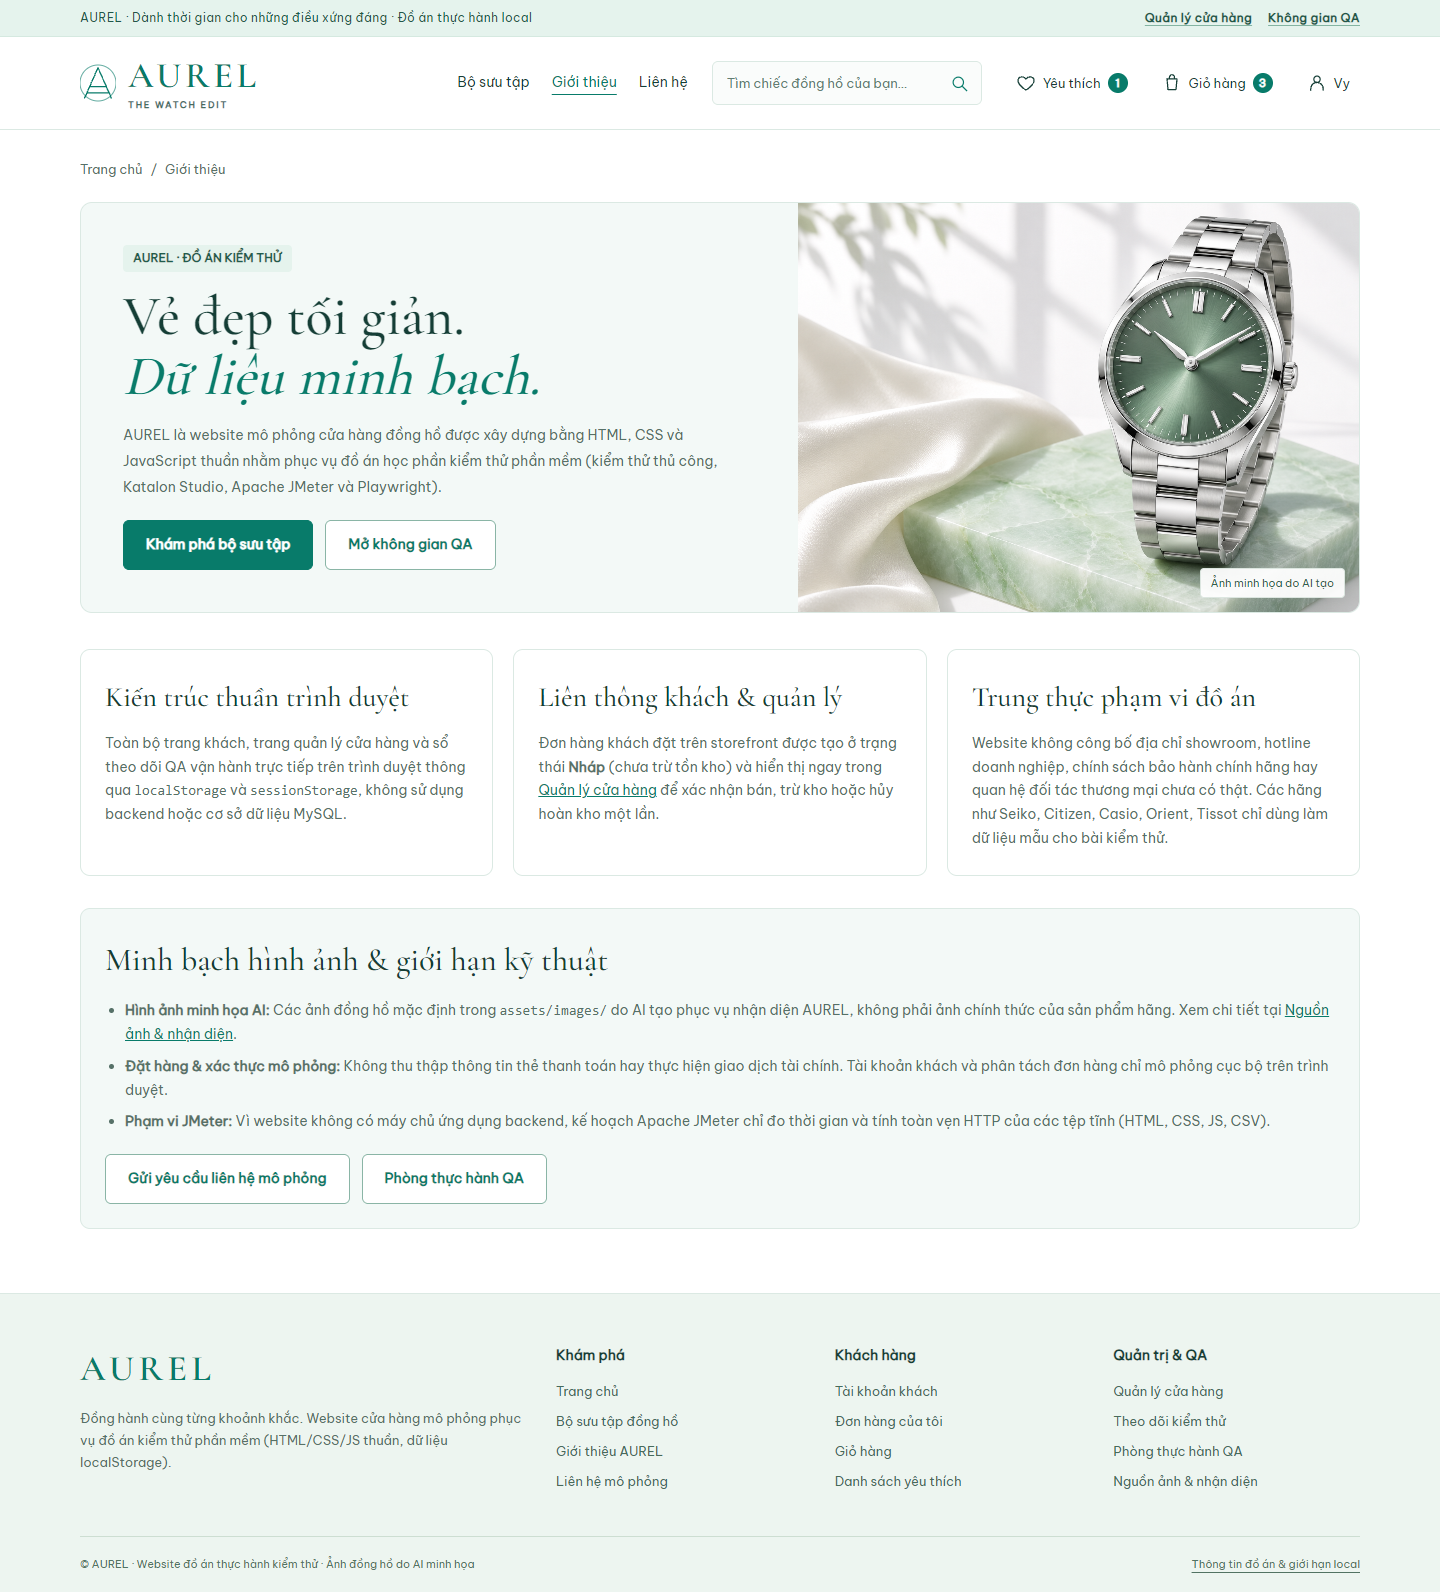 AUREL · Dành thời gian cho những điều xứng đáng · Đồ án thực hành local
Quản lý cửa hàng Không gian QA
AUREL
THE WATCH EDIT
Bộ sưu tập Giới thiệu Liên hệ
Tìm chiếc đồng hồ của bạn...
Yêu thích 1
Giỏ hàng 3
Vy
Trang chủ / Giới thiệu
AUREL · ĐỒ ÁN KIỂM THỬ
Vẻ đẹp tối giản.
Dữ liệu minh bạch.
AUREL là website mô phỏng cửa hàng đồng hồ được xây dựng bằng HTML, CSS và
JavaScript thuần nhằm phục vụ đồ án học phần kiểm thử phần mềm (kiểm thử thủ công,
Katalon Studio, Apache JMeter và Playwright).
Khám phá bộ sưu tập
Mở không gian QA
Ảnh minh họa do AI tạo
Kiến trúc thuần trình duyệt
Toàn bộ trang khách, trang quản lý cửa hàng và sổ
theo dõi QA vận hành trực tiếp trên trình duyệt thông
qua localStorage và sessionStorage, không sử dụng
backend hoặc cơ sở dữ liệu MySQL.
Liên thông khách & quản lý
Đơn hàng khách đặt trên storefront được tạo ở trạng
thái Nháp (chưa trừ tồn kho) và hiển thị ngay trong
Quản lý cửa hàng để xác nhận bán, trừ kho hoặc hủy
hoàn kho một lần.
Trung thực phạm vi đồ án
Website không công bố địa chỉ showroom, hotline
doanh nghiệp, chính sách bảo hành chính hãng hay
quan hệ đối tác thương mại chưa có thật. Các hãng
như Seiko, Citizen, Casio, Orient, Tissot chỉ dùng làm
dữ liệu mẫu cho bài kiểm thử.
Minh bạch hình ảnh & giới hạn kỹ thuật
• Hình ảnh minh họa AI: Các ảnh đồng hồ mặc định trong assets/images/ do AI tạo phục vụ nhận diện AUREL, không phải ảnh chính thức của sản phẩm hãng. Xem chi tiết tại Nguồn
ảnh & nhận diện.
• Đặt hàng & xác thực mô phỏng: Không thu thập thông tin thẻ thanh toán hay thực hiện giao dịch tài chính. Tài khoản khách và phân tách đơn hàng chỉ mô phỏng cục bộ trên trình
duyệt.
• Phạm vi JMeter: Vì website không có máy chủ ứng dụng backend, kế hoạch Apache JMeter chỉ đo thời gian và tính toàn vẹn HTTP của các tệp tĩnh (HTML, CSS, JS, CSV).
Gửi yêu cầu liên hệ mô phỏng
Phòng thực hành QA
AUREL
Đồng hành cùng từng khoảnh khắc. Website cửa hàng mô phỏng phục
vụ đồ án kiểm thử phần mềm (HTML/CSS/JS thuần, dữ liệu
localStorage).
Khám phá
Trang chủ
Bộ sưu tập đồng hồ
Giới thiệu AUREL
Liên hệ mô phỏng
Khách hàng
Tài khoản khách
Đơn hàng của tôi
Giỏ hàng
Danh sách yêu thích
Quản trị & QA
Quản lý cửa hàng
Theo dõi kiểm thử
Phòng thực hành QA
Nguồn ảnh & nhận diện
© AUREL · Website đồ án thực hành kiểm thử · Ảnh đồng hồ do AI minh họa
Thông tin đồ án & giới hạn local